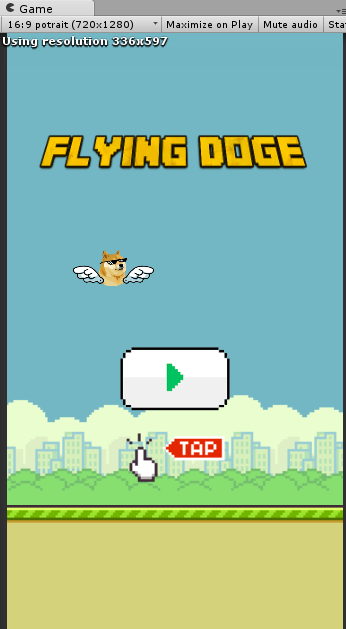 Game
16:9 potrait (720x1280)
Maximize on Play
Mute audio
Sta
Using resolution 336x597
FLYING DOGE
TAP